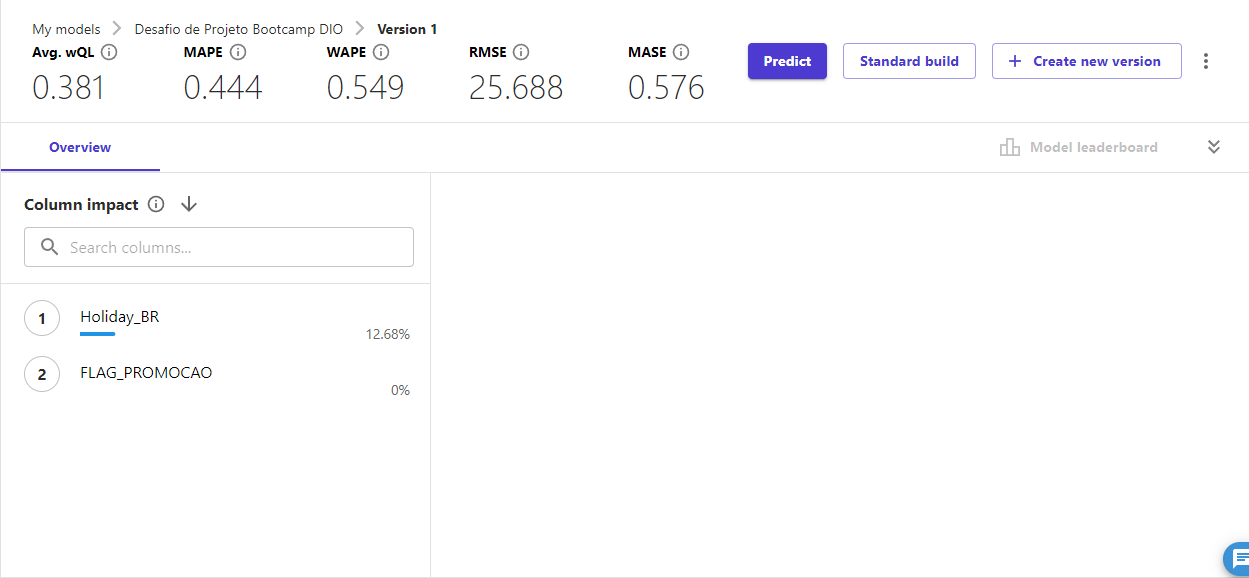 My models > Desafio de Projeto Bootcamp DIO > Version 1
Avg. wQL MAPE WAPE RMSE MASE
0.381 0.444 0.549 25.688 0.576
Predict Standard build + Create new version
Overview
Model leaderboard
Column impact
Search columns...
1 Holiday_BR
12.68%
2 FLAG_PROMOCAO
0%